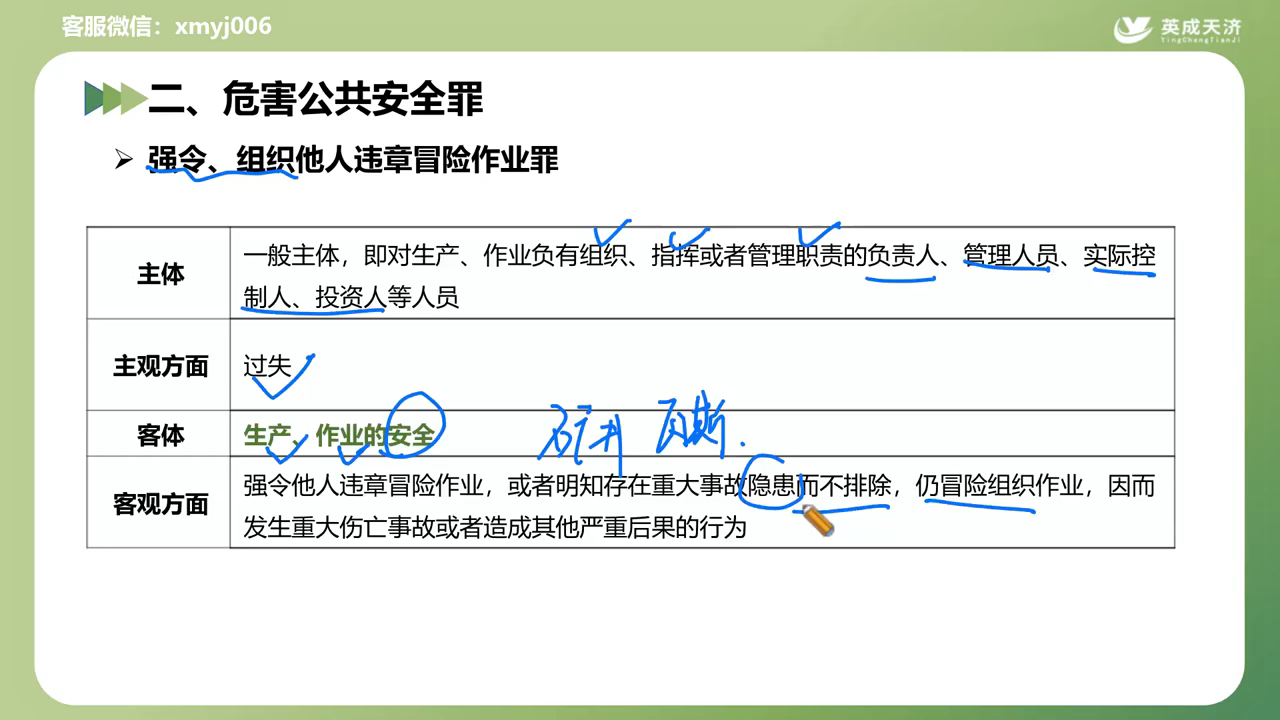 客服微信：xmyj006
英成天济
YingChengTianJi
二、危害公共安全罪
强令、组织他人违章冒险作业罪
主体
一般主体，即对生产、作业负有组织、指挥或者管理职责的负责人、管理人员、实际控
制人、投资人等人员
主观方面
过失
矿井 瓦斯.
客体
生产、作业的安全
客观方面
强令他人违章冒险作业，或者明知存在重大事故隐患而不排除，仍冒险组织作业，因而
发生重大伤亡事故或者造成其他严重后果的行为